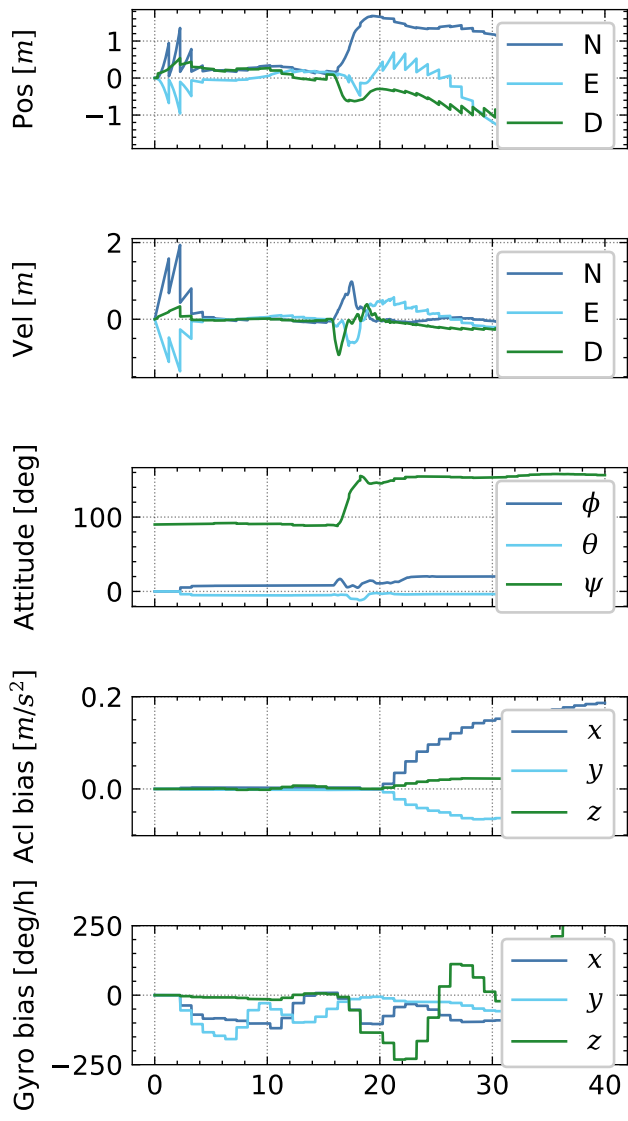 Pos [m]
1
0
−1
N
E
D
Vel [m]
2
0
N
E
D
Attitude [deg]
100
0
ϕ
θ
ψ
Acl bias [m/s²]
0.2
0.0
x
y
z
Gyro bias [deg/h]
250
0
−250
x
y
z
0 10 20 30 40